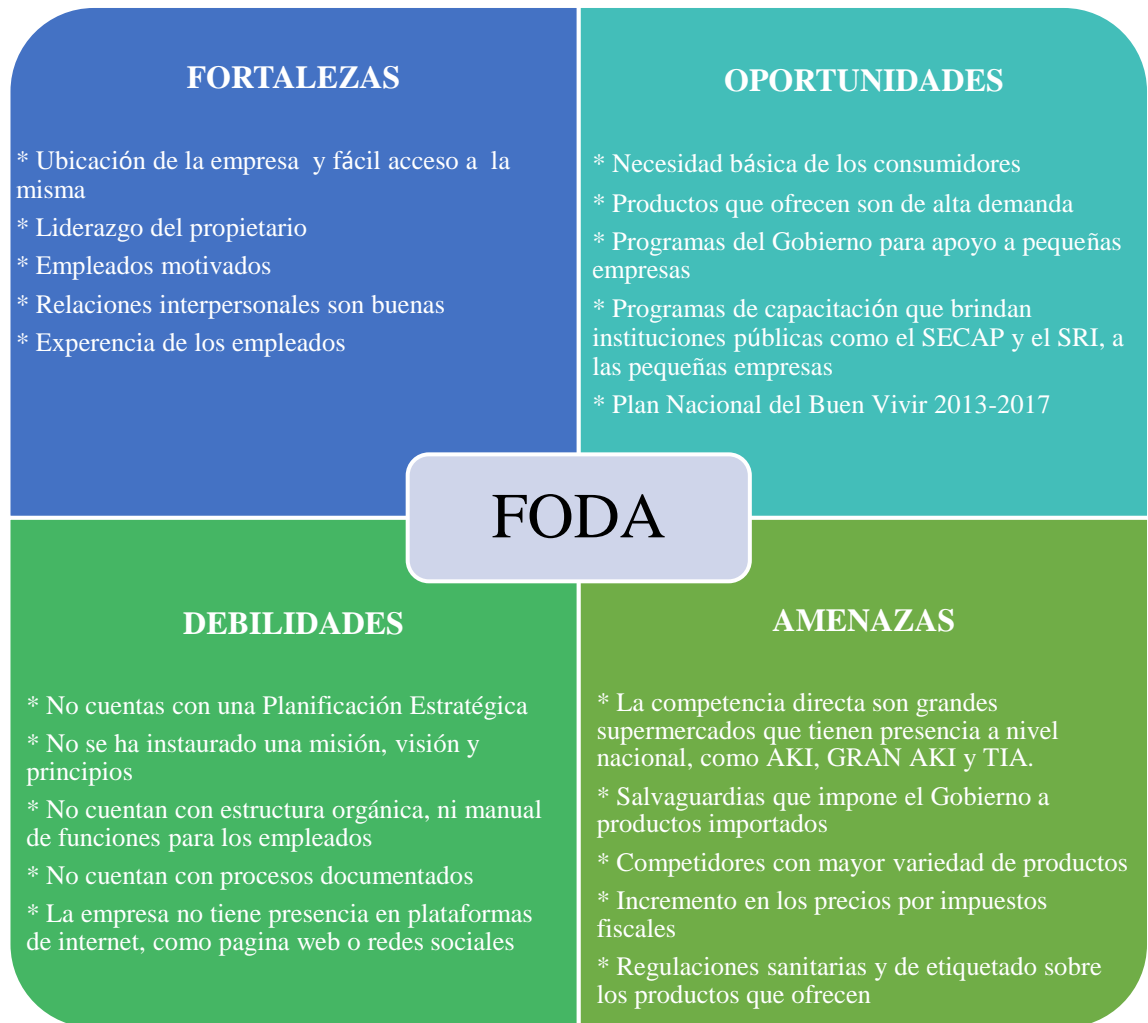 FORTALEZAS
* Ubicación de la empresa y fácil acceso a la
misma
* Liderazgo del propietario
* Empleados motivados
* Relaciones interpersonales son buenas
* Experencia de los empleados
OPORTUNIDADES
* Necesidad básica de los consumidores
* Productos que ofrecen son de alta demanda
* Programas del Gobierno para apoyo a pequeñas
empresas
* Programas de capacitación que brindan
instituciones públicas como el SECAP y el SRI, a
las pequeñas empresas
* Plan Nacional del Buen Vivir 2013-2017
FODA
DEBILIDADES
* No cuentas con una Planificación Estratégica
* No se ha instaurado una misión, visión y
principios
* No cuentan con estructura orgánica, ni manual
de funciones para los empleados
* No cuentan con procesos documentados
* La empresa no tiene presencia en plataformas
de internet, como pagina web o redes sociales
AMENAZAS
* La competencia directa son grandes
supermercados que tienen presencia a nivel
nacional, como AKI, GRAN AKI y TIA.
* Salvaguardias que impone el Gobierno a
productos importados
* Competidores con mayor variedad de productos
* Incremento en los precios por impuestos
fiscales
* Regulaciones sanitarias y de etiquetado sobre
los productos que ofrecen